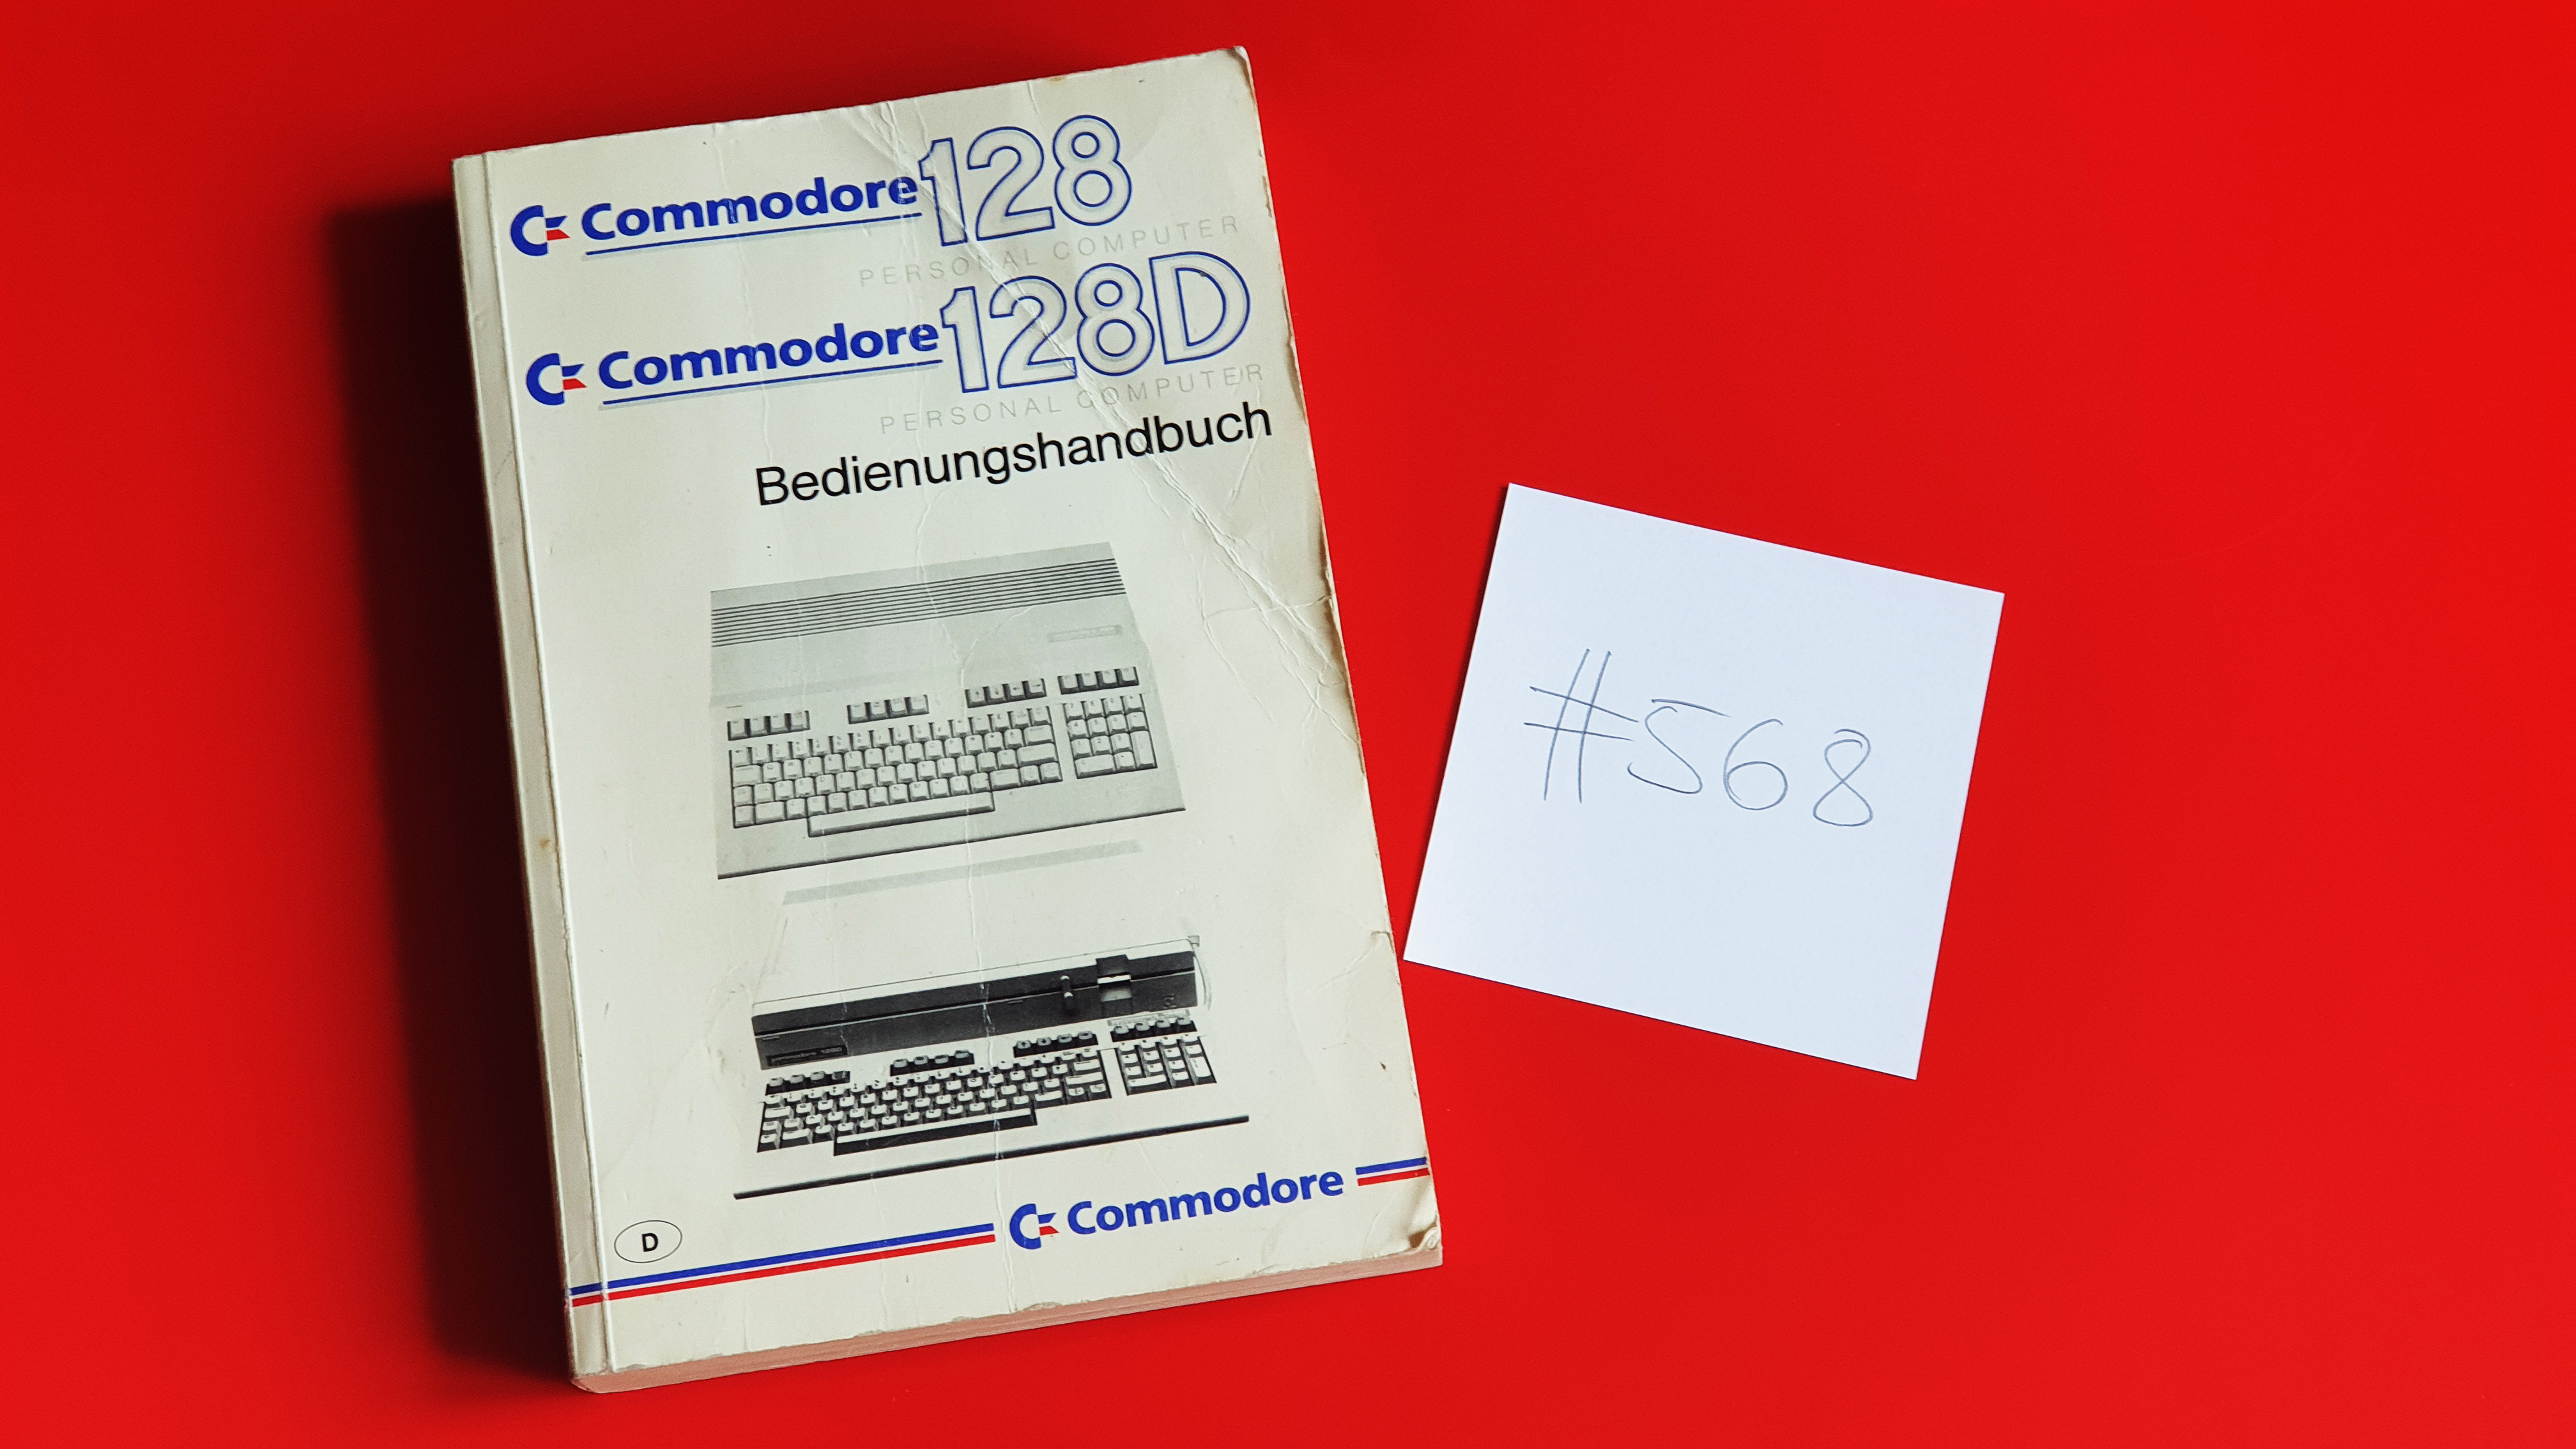 Commodore 128
PERSONAL COMPUTER
Commodore 128D
PERSONAL COMPUTER
Bedienungshandbuch
D
Commodore
#568